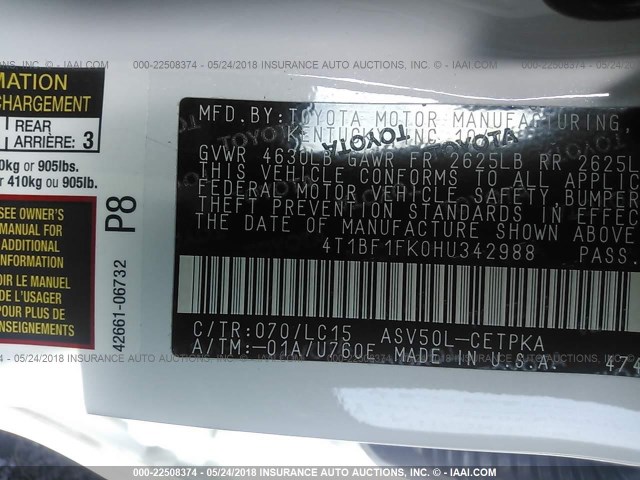 000-22508374 - 05/24/2018 INSURANCE AUTO AUCTIONS, INC. - © IAAI.COM
MATION
CHARGEMENT
REAR
ARRIÈRE: 3
0kg or 905lbs.
r 410kg ou 905lb.
SEE OWNER'S
MANUAL FOR
ADDITIONAL
INFORMATION
VOIR LE MANUEL
DE L'USAGER
POUR PLUS DE
RENSEIGNEMENTS
P8
42661-06732
MFD.BY:TOYOTA MOTOR MANUFACTURING,
KENTUCKY, INC. 10
TOYOTA
GVWR 4630LB GAWR FR 2625LB RR 2625L
THIS VEHICLE CONFORMS TO ALL APPLIC
FEDERAL MOTOR VEHICLE SAFETY, BUMPER
THEFT PREVENTION STANDARDS IN EFFEC
THE DATE OF MANUFACTURE SHOWN ABOVE
4T1BF1FK0HU342988 PASS.
C/TR:070/LC15 ASV50L-CETPKA
A/TM:-01A/U760E MADE IN U.S.A. 474
000-22508374 - 05/24/2018 INSURANCE AUTO AUCTIONS, INC. - © IAAI.COM